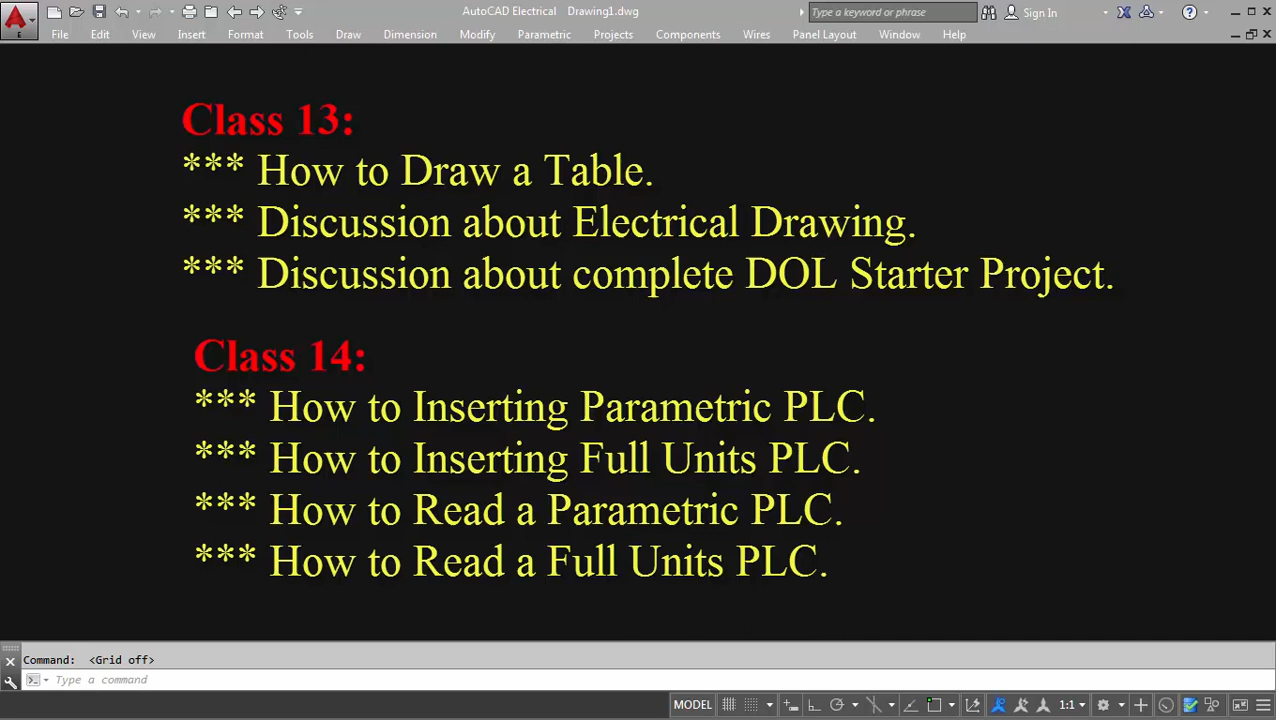 AutoCAD Electrical Drawing1.dwg
Type a keyword or phrase
Sign In
File Edit View Insert Format Tools Draw Dimension Modify Parametric Projects Components Wires Panel Layout Window Help
Class 13:
*** How to Draw a Table.
*** Discussion about Electrical Drawing.
*** Discussion about complete DOL Starter Project.
Class 14:
*** How to Inserting Parametric PLC.
*** How to Inserting Full Units PLC.
*** How to Read a Parametric PLC.
*** How to Read a Full Units PLC.
Command: <Grid off>
Type a command
MODEL 1:1